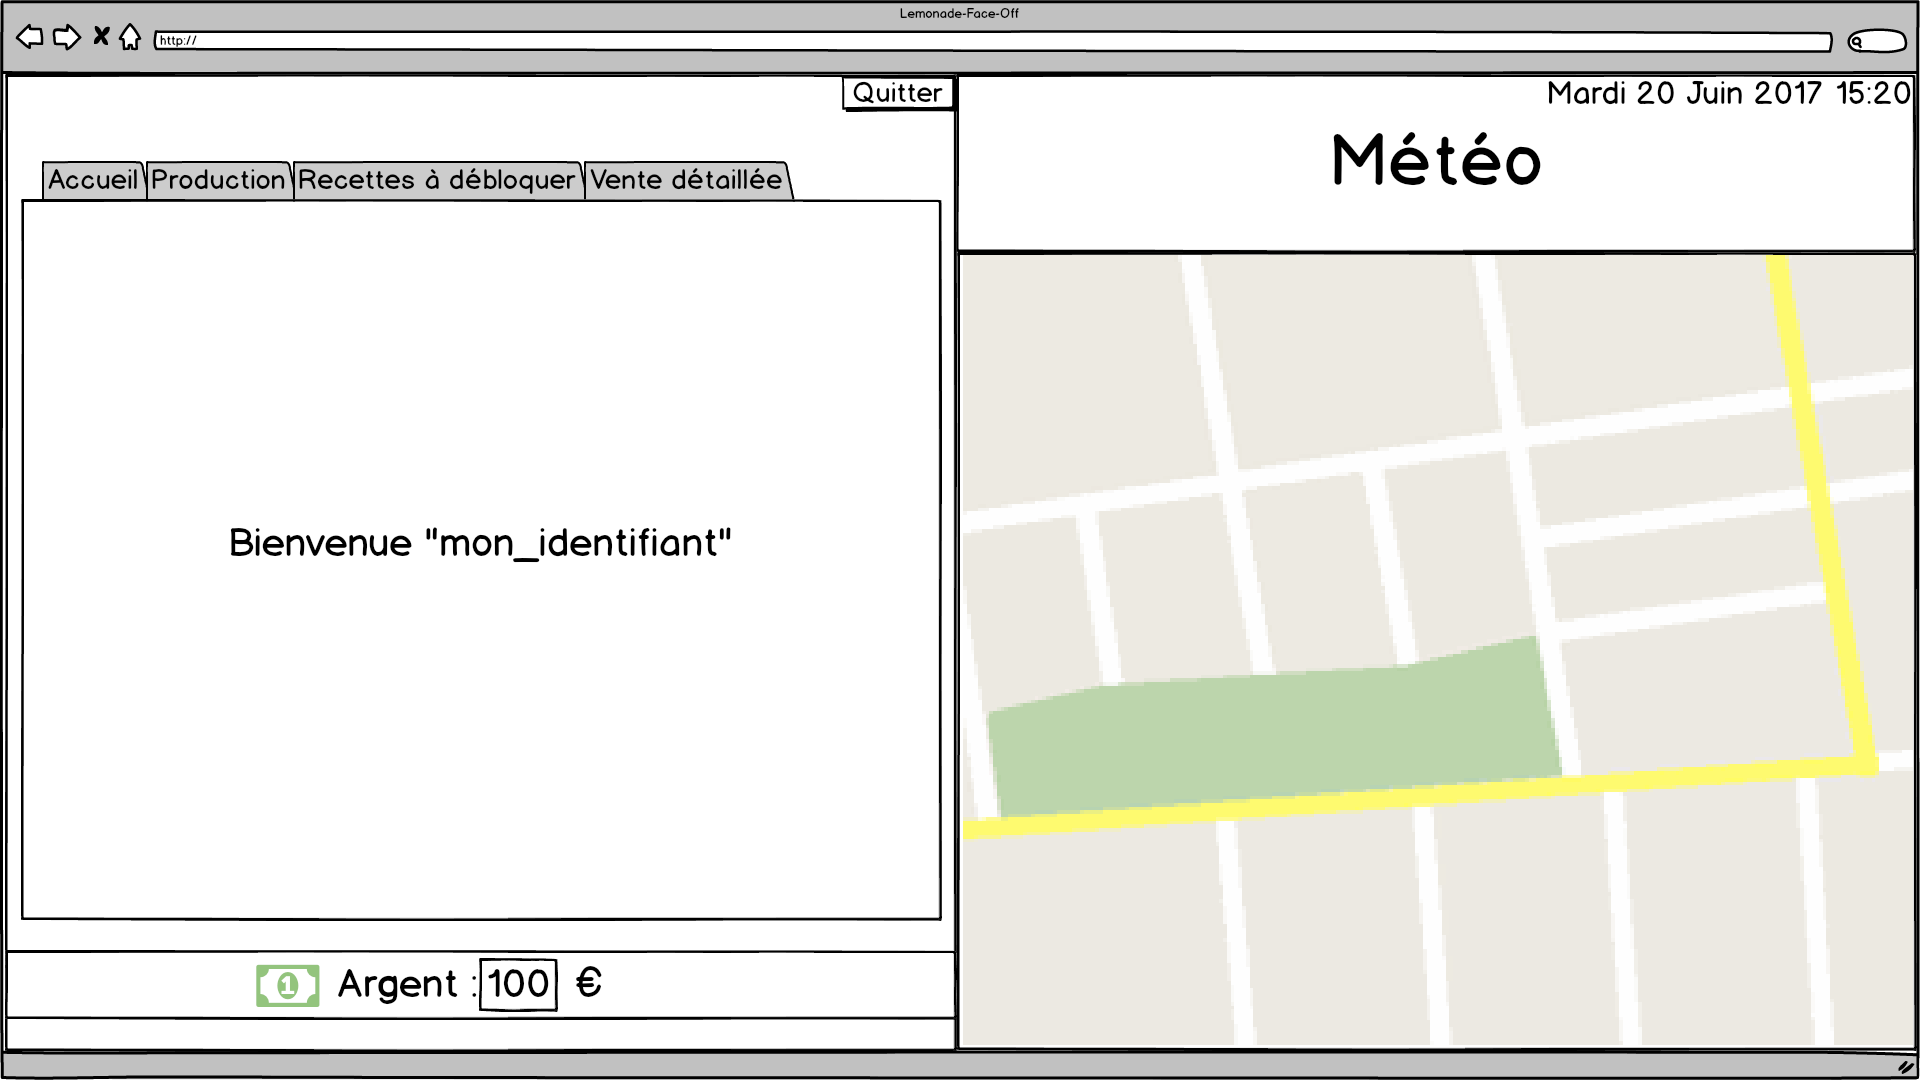 Lemonade-Face-Off
http://
Quitter
Accueil Production Recettes à débloquer Vente détaillée
Bienvenue "mon_identifiant"
1 Argent : 100 €
Mardi 20 Juin 2017 15:20
Météo